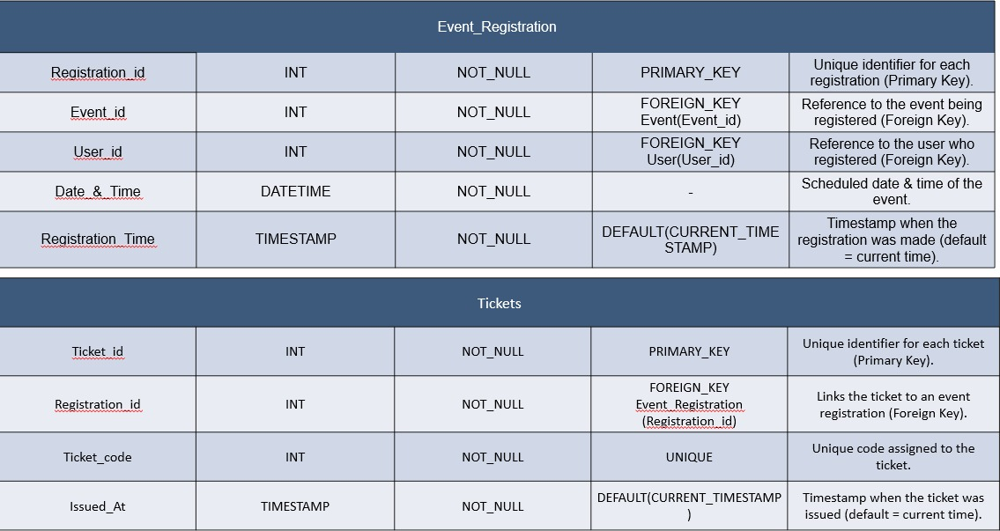 Event_Registration
Registration_id
INT
NOT_NULL
PRIMARY_KEY
Unique identifier for each
registration (Primary Key).
Event_id
INT
NOT_NULL
FOREIGN_KEY
Event(Event_id)
Reference to the event being
registered (Foreign Key).
User_id
INT
NOT_NULL
FOREIGN_KEY
User(User_id)
Reference to the user who
registered (Foreign Key).
Date_&_Time
DATETIME
NOT_NULL
-
Scheduled date & time of the
event.
Registration_Time
TIMESTAMP
NOT_NULL
DEFAULT(CURRENT_TIME
STAMP)
Timestamp when the
registration was made (default
= current time).
Tickets
Ticket_id
INT
NOT_NULL
PRIMARY_KEY
Unique identifier for each ticket
(Primary Key).
Registration_id
INT
NOT_NULL
FOREIGN_KEY
Event_Registration
(Registration_id)
Links the ticket to an event
registration (Foreign Key).
Ticket_code
INT
NOT_NULL
UNIQUE
Unique code assigned to the
ticket.
Issued_At
TIMESTAMP
NOT_NULL
DEFAULT(CURRENT_TIMESTAMP
)
Timestamp when the ticket was
issued (default = current time).